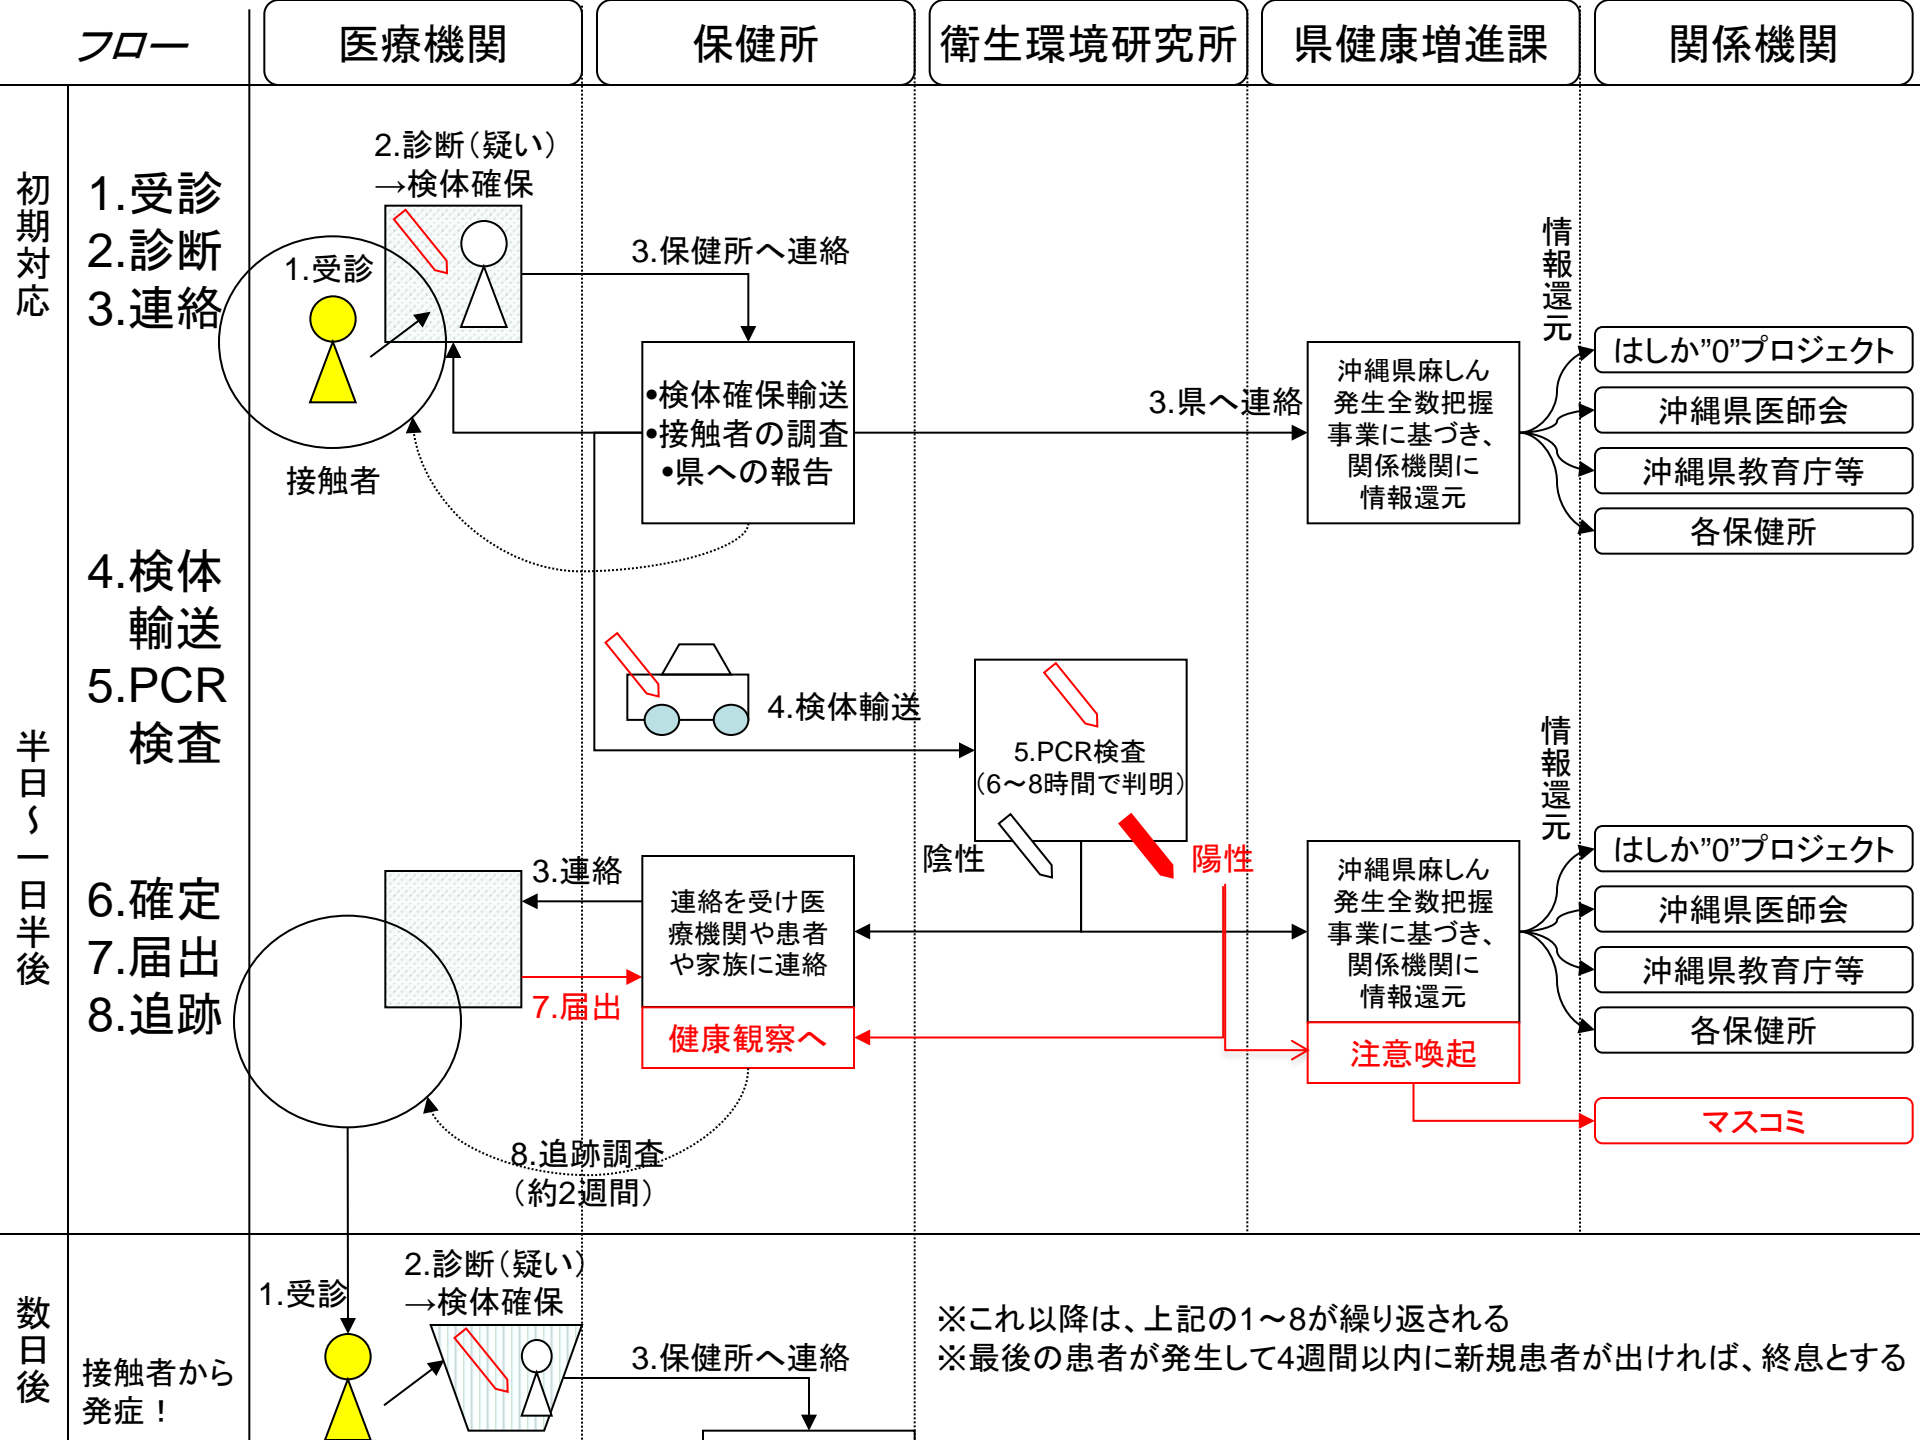 フロー
医療機関
保健所
衛生環境研究所
県健康増進課
関係機関
初期対応
1.受診
2.診断
3.連絡
2.診断（疑い）
→検体確保
1.受診
接触者
3.保健所へ連絡
•検体確保輸送
•接触者の調査
•県への報告
3.県へ連絡
沖縄県麻しん
発生全数把握
事業に基づき、
関係機関に
情報還元
情報還元
はしか”0”プロジェクト
沖縄県医師会
沖縄県教育庁等
各保健所
半日～一日半後
4.検体
輸送
5.PCR
検査
6.確定
7.届出
8.追跡
4.検体輸送
5.PCR検査
（6～8時間で判明）
陰性
陽性
3.連絡
連絡を受け医
療機関や患者
や家族に連絡
7.届出
健康観察へ
8.追跡調査
（約2週間）
沖縄県麻しん
発生全数把握
事業に基づき、
関係機関に
情報還元
注意喚起
情報還元
はしか”0”プロジェクト
沖縄県医師会
沖縄県教育庁等
各保健所
マスコミ
数日後
接触者から
発症！
1.受診
2.診断（疑い）
→検体確保
3.保健所へ連絡
※これ以降は、上記の1～8が繰り返される
※最後の患者が発生して4週間以内に新規患者が出ければ、終息とする